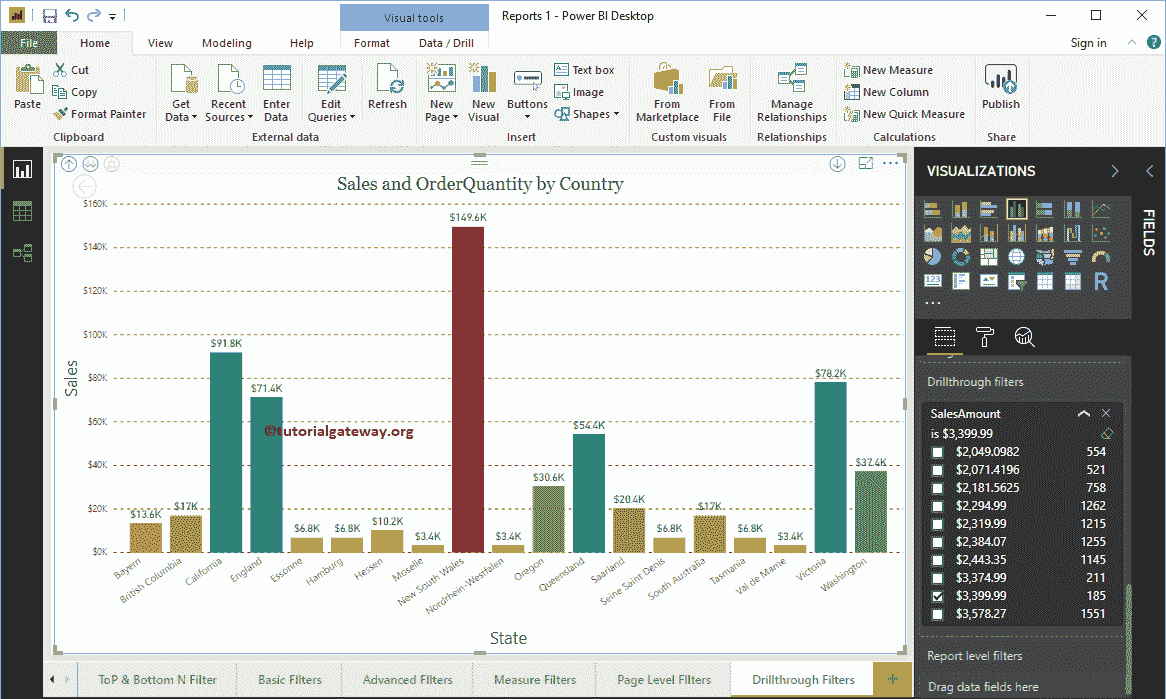 Visual tools
Reports 1 - Power BI Desktop
File
Home
View
Modeling
Help
Format
Data / Drill
Sign in
?
Paste
Cut
Copy
Format Painter
Clipboard
Get Data
Recent Sources
Enter Data
Edit Queries
External data
Refresh
New Page
New Visual
Buttons
Text box
Image
Shapes
Insert
From Marketplace
From File
Custom visuals
Manage Relationships
Relationships
New Measure
New Column
New Quick Measure
Calculations
Publish
Share
Sales and OrderQuantity by Country
Sales
$160K
$140K
$120K
$100K
$80K
$60K
$40K
$20K
$0K
$13.6K
$17K
$91.8K
$71.4K
$6.8K
$6.8K
$10.2K
$3.4K
$149.6K
$3.4K
$30.6K
$54.4K
$20.4K
$6.8K
$17K
$6.8K
$3.4K
$78.2K
$37.4K
©tutorialgateway.org
Bayern
British Columbia
California
England
Essonne
Hamburg
Hessen
Moselle
New South Wales
Nordrhein-Westfalen
Oregon
Queensland
Saarland
Seine Saint Denis
South Australia
Tasmania
Val de Marne
Victoria
Washington
State
VISUALIZATIONS
FIELDS
123
R
Drillthrough filters
SalesAmount
is $3,399.99
$2,049.0982 554
$2,071.4196 521
$2,181.5625 758
$2,294.99 1262
$2,319.99 1215
$2,384.07 1255
$2,443.35 1145
$3,374.99 211
$3,399.99 185
$3,578.27 1551
Report level filters
Drag data fields here
ToP & Bottom N Filter
Basic FIlters
Advanced FIlters
Measure Filters
Page Level FIlters
Drillthrough Filters